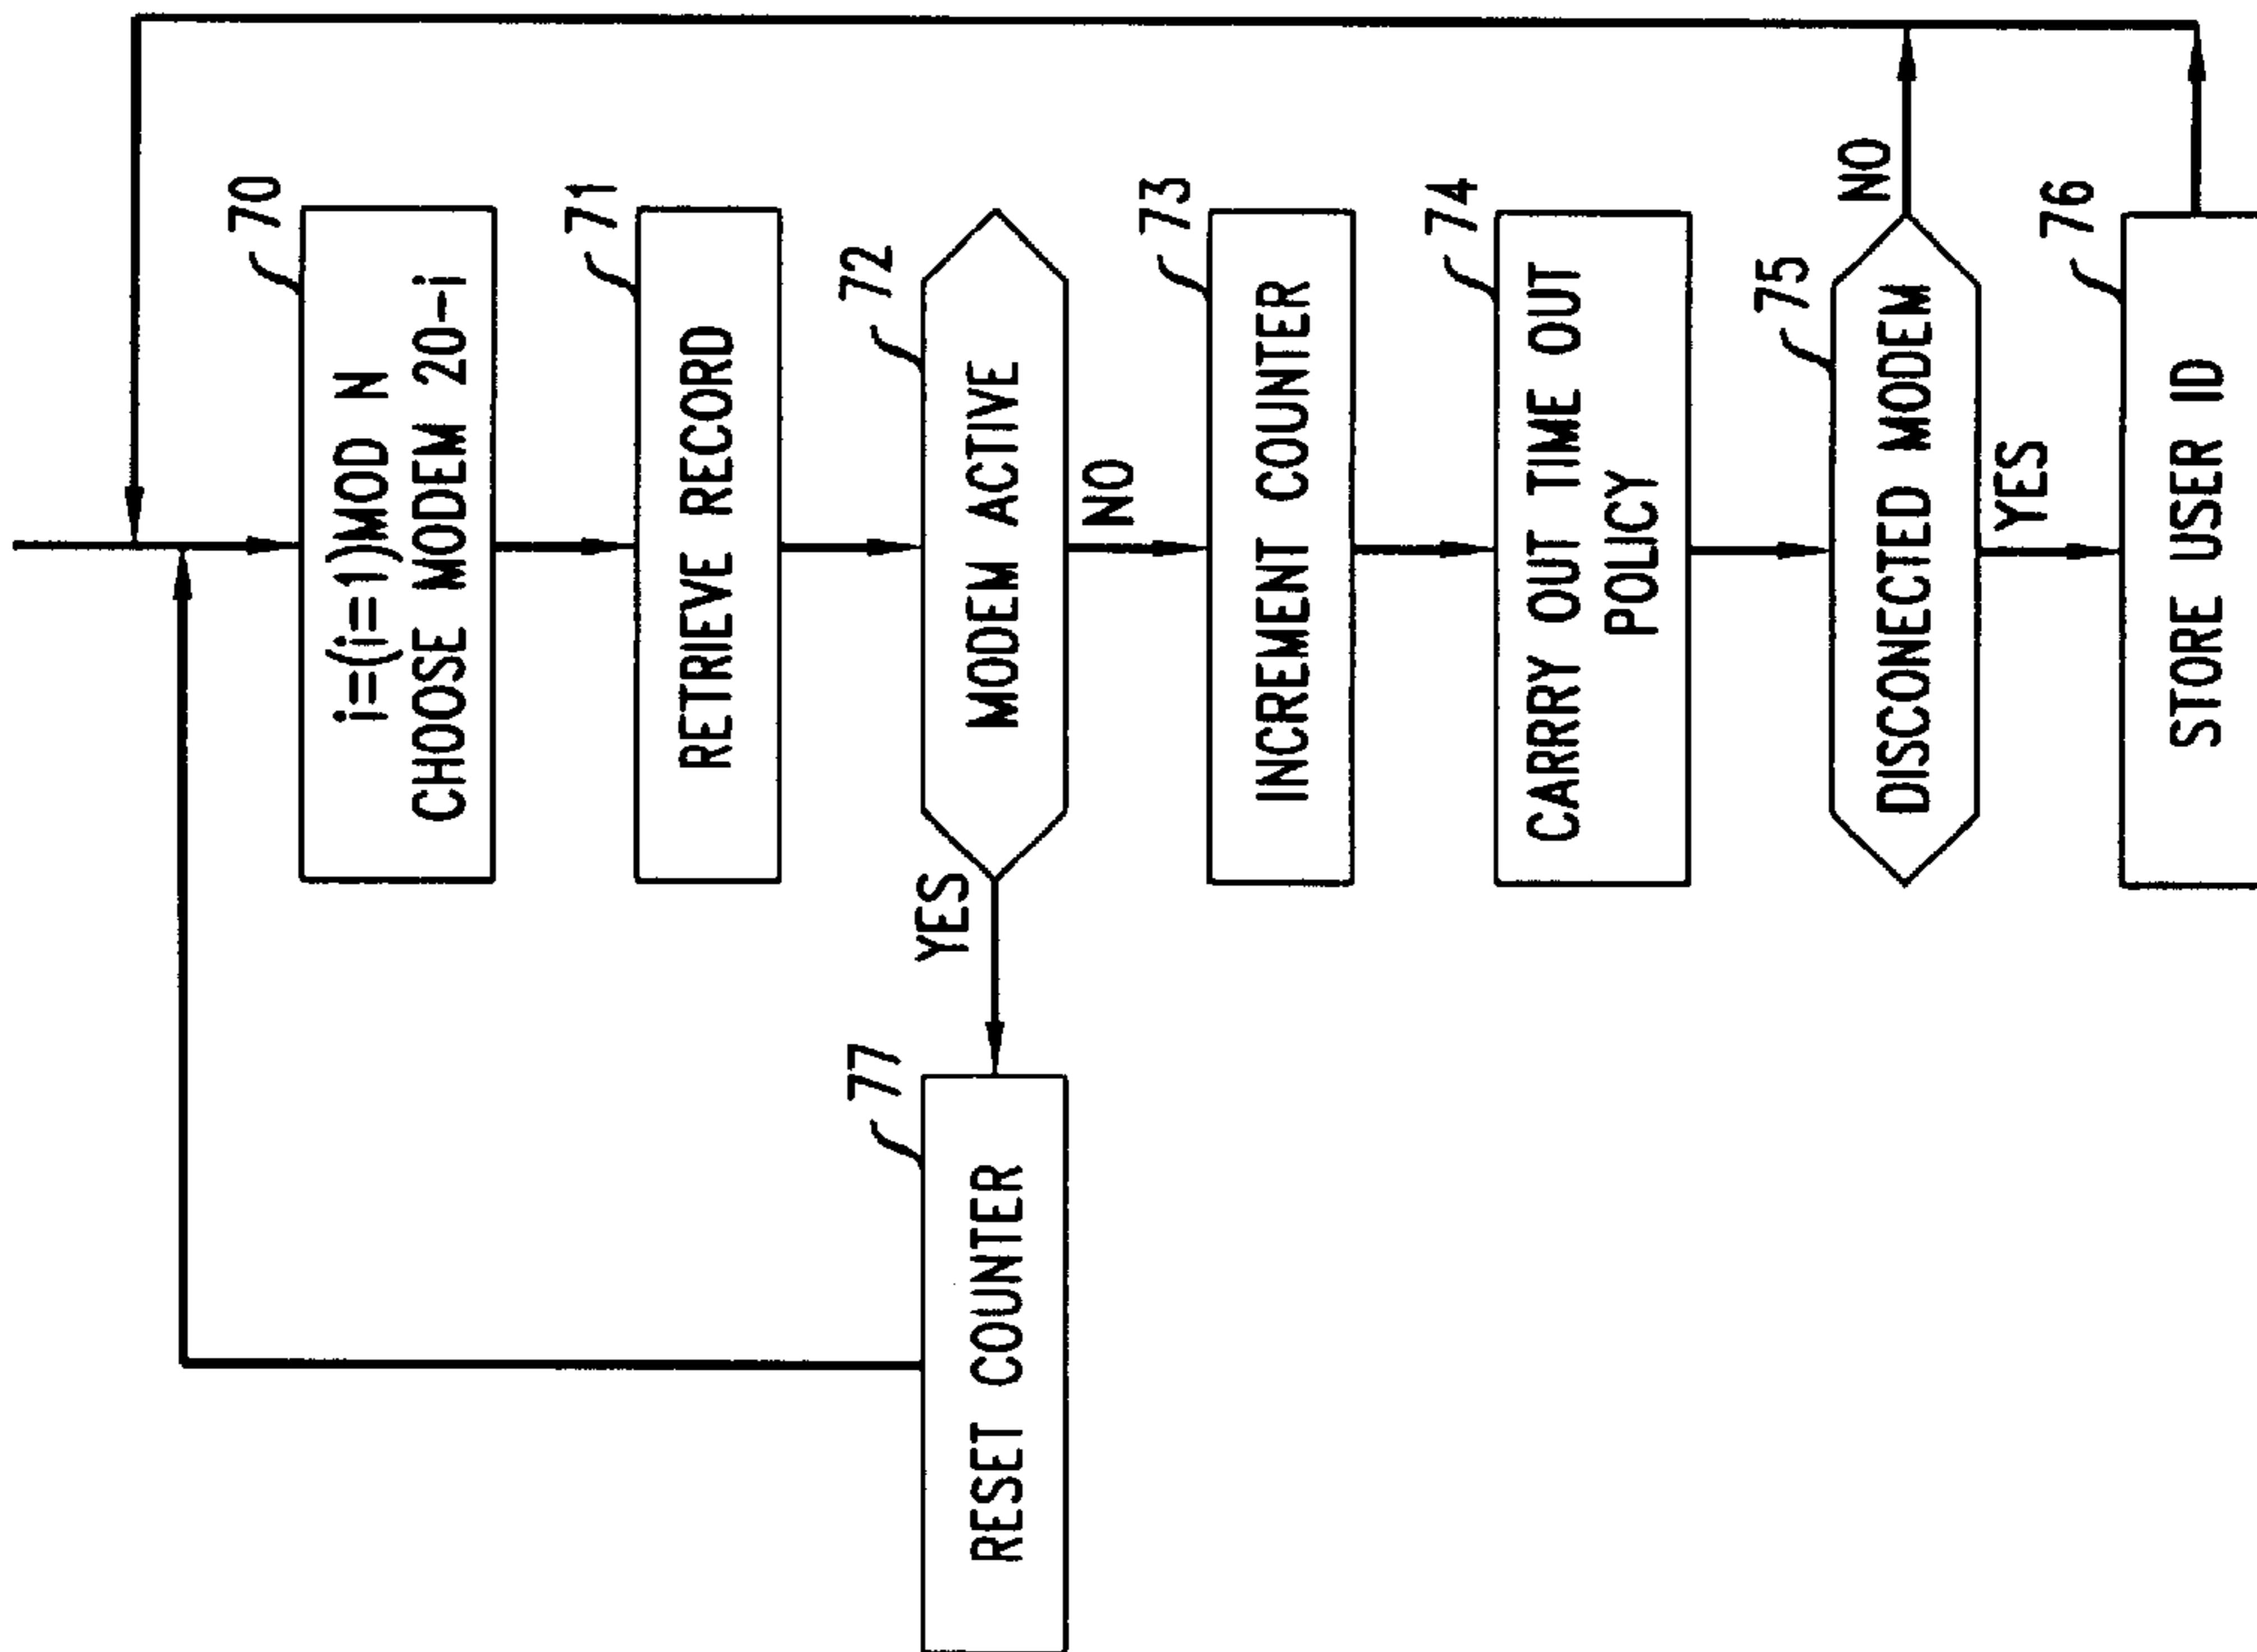 70
i=(i=1)MOD N
CHOOSE MODEM 20-i
71
RETRIEVE RECORD
72
MODEM ACTIVE
YES
NO
77
RESET COUNTER
73
INCREMENT COUNTER
74
CARRY OUT TIME OUT
POLICY
75
DISCONECTED MODEM
NO
YES
76
STORE USER ID